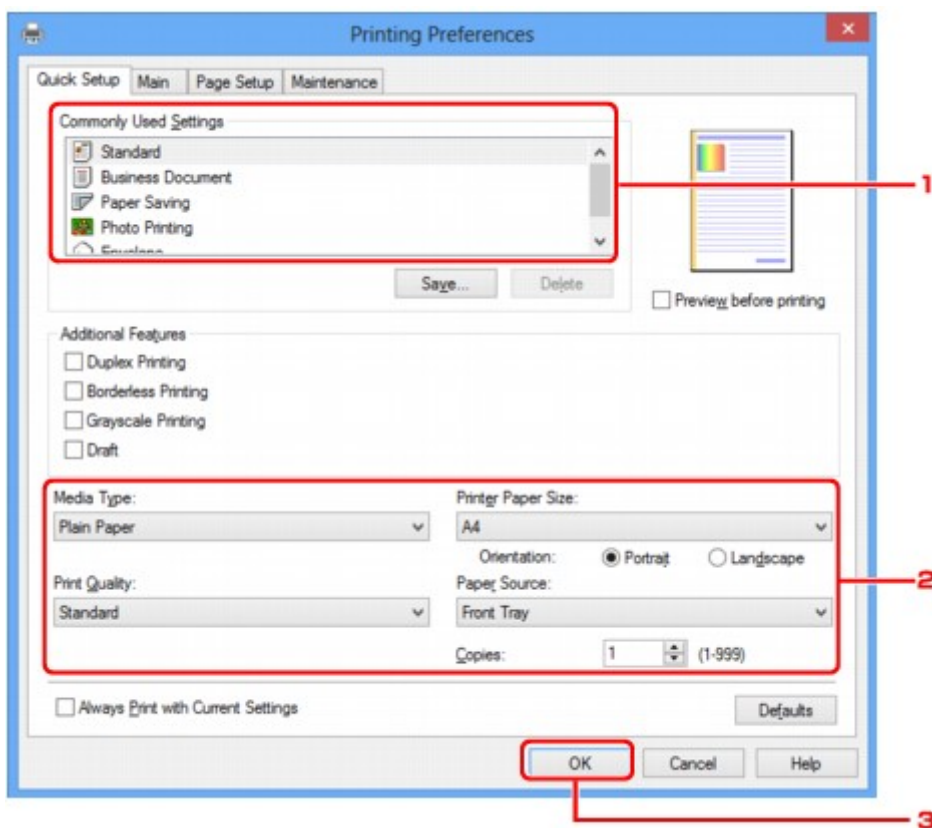 Printing Preferences
Quick Setup Main Page Setup Maintenance
Commonly Used Settings
Standard
Business Document
Paper Saving
Photo Printing
Envelope
1
Save... Delete
Preview before printing
Additional Features
Duplex Printing
Borderless Printing
Grayscale Printing
Draft
Media Type: Printer Paper Size:
Plain Paper A4
Orientation: Portrait Landscape
2
Print Quality: Paper Source:
Standard Front Tray
Copies: 1 (1-999)
Always Print with Current Settings Defaults
OK Cancel Help
3